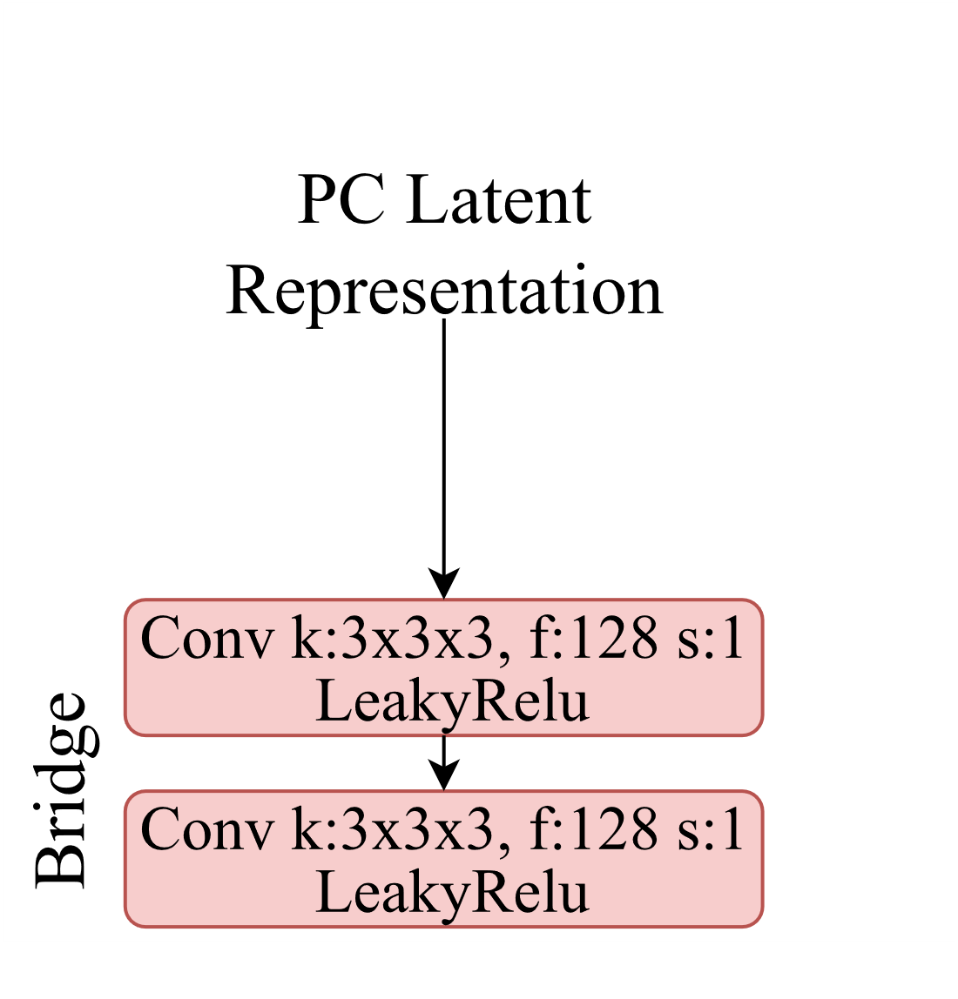 PC Latent
Representation
Conv k:3x3x3, f:128 s:1
LeakyRelu
Bridge
Conv k:3x3x3, f:128 s:1
LeakyRelu